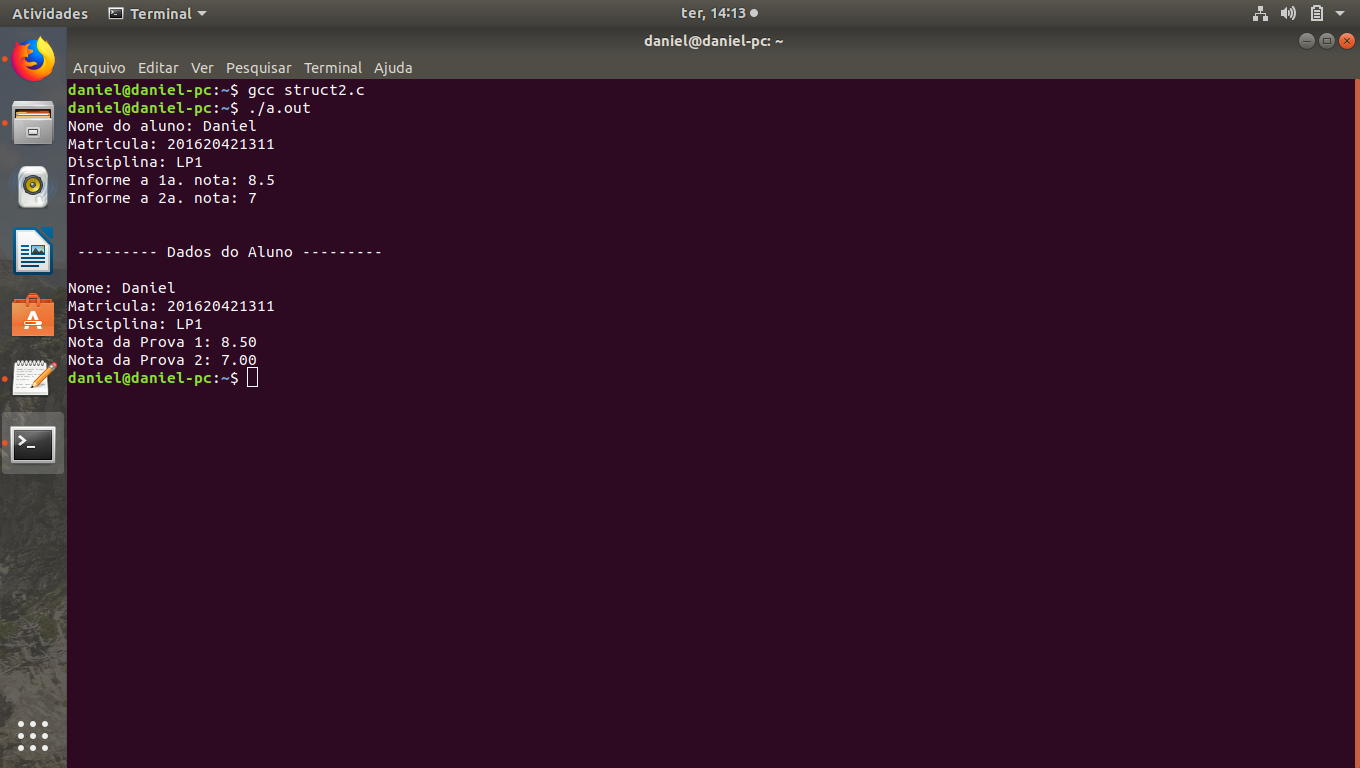 Atividades Terminal ter, 14:13
daniel@daniel-pc: ~
Arquivo Editar Ver Pesquisar Terminal Ajuda
daniel@daniel-pc:~$ gcc struct2.c
daniel@daniel-pc:~$ ./a.out
Nome do aluno: Daniel
Matricula: 201620421311
Disciplina: LP1
Informe a 1a. nota: 8.5
Informe a 2a. nota: 7
--------- Dados do Aluno ---------
Nome: Daniel
Matricula: 201620421311
Disciplina: LP1
Nota da Prova 1: 8.50
Nota da Prova 2: 7.00
daniel@daniel-pc:~$